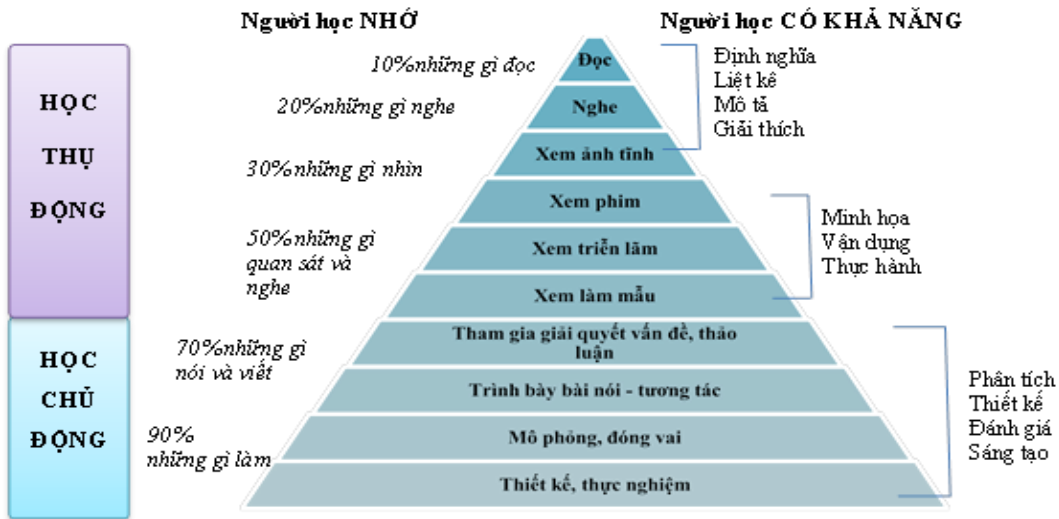 Người học NHỚ
Người học CÓ KHẢ NĂNG
HỌC
THỤ
ĐỘNG
HỌC
CHỦ
ĐỘNG
10%những gì đọc
20%những gì nghe
30%những gì nhìn
50%những gì
quan sát và
nghe
70%những gì
nói và viết
90%
những gì làm
Đọc
Nghe
Xem ảnh tĩnh
Xem phim
Xem triễn lãm
Xem làm mẫu
Tham gia giải quyết vấn đề, thảo
luận
Trình bày bài nói - tương tác
Mô phỏng, đóng vai
Thiết kế, thực nghiệm
Định nghĩa
Liệt kê
Mô tả
Giải thích
Minh họa
Vận dụng
Thực hành
Phân tích
Thiết kế
Đánh giá
Sáng tạo